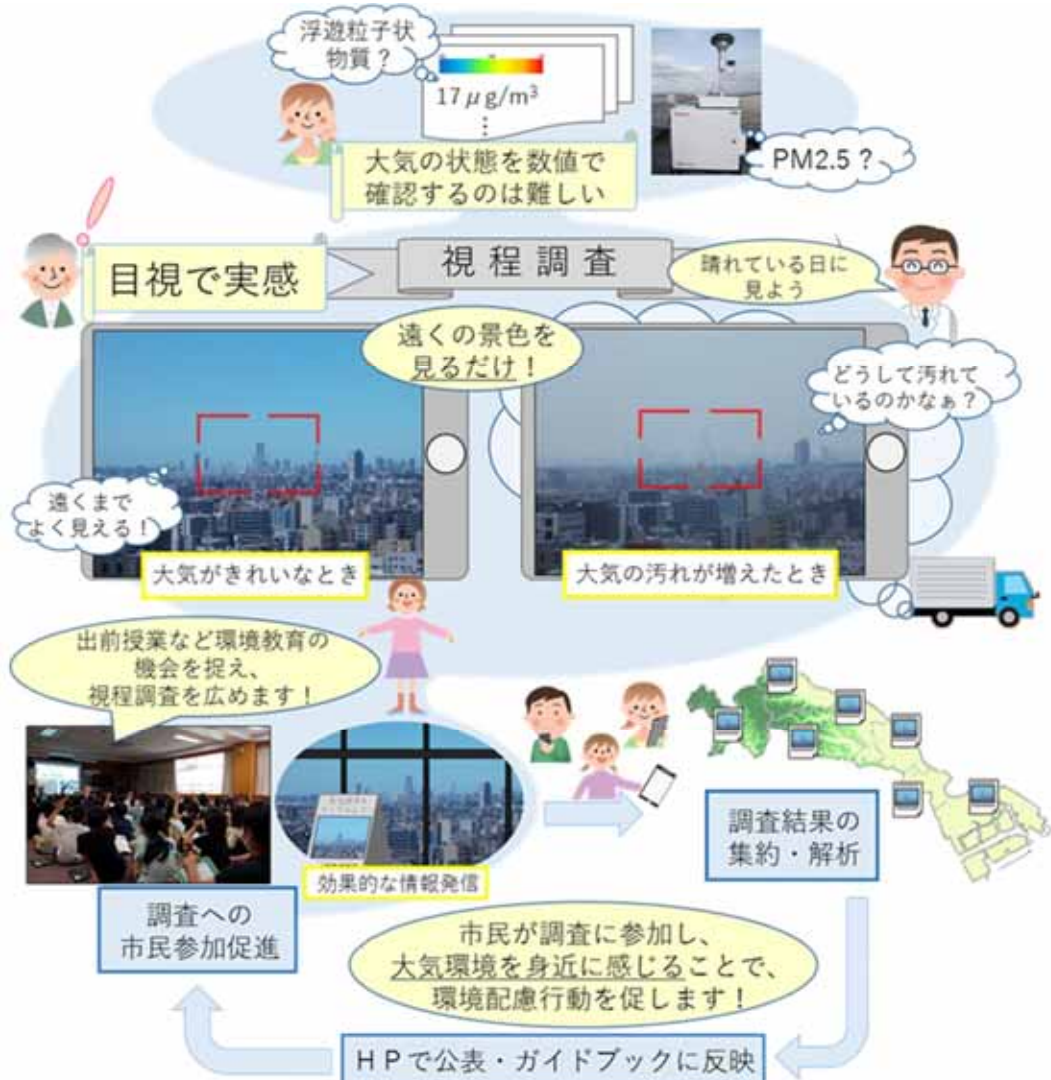 浮遊粒子状
物質?
17μg/m³
⋮
PM2.5?
大気の状態を数値で
確認するのは難しい
目視で実感
視程調査
晴れている日に
見よう
遠くの景色を
見るだけ!
どうして汚れて
いるのかなぁ?
遠くまで
よく見える!
大気がきれいなとき
大気の汚れが増えたとき
出前授業など環境教育の
機会を捉え、
視程調査を広めます!
効果的な情報発信
調査結果の
集約・解析
調査への
市民参加促進
市民が調査に参加し、
大気環境を身近に感じることで、
環境配慮行動を促します!
HPで公表・ガイドブックに反映